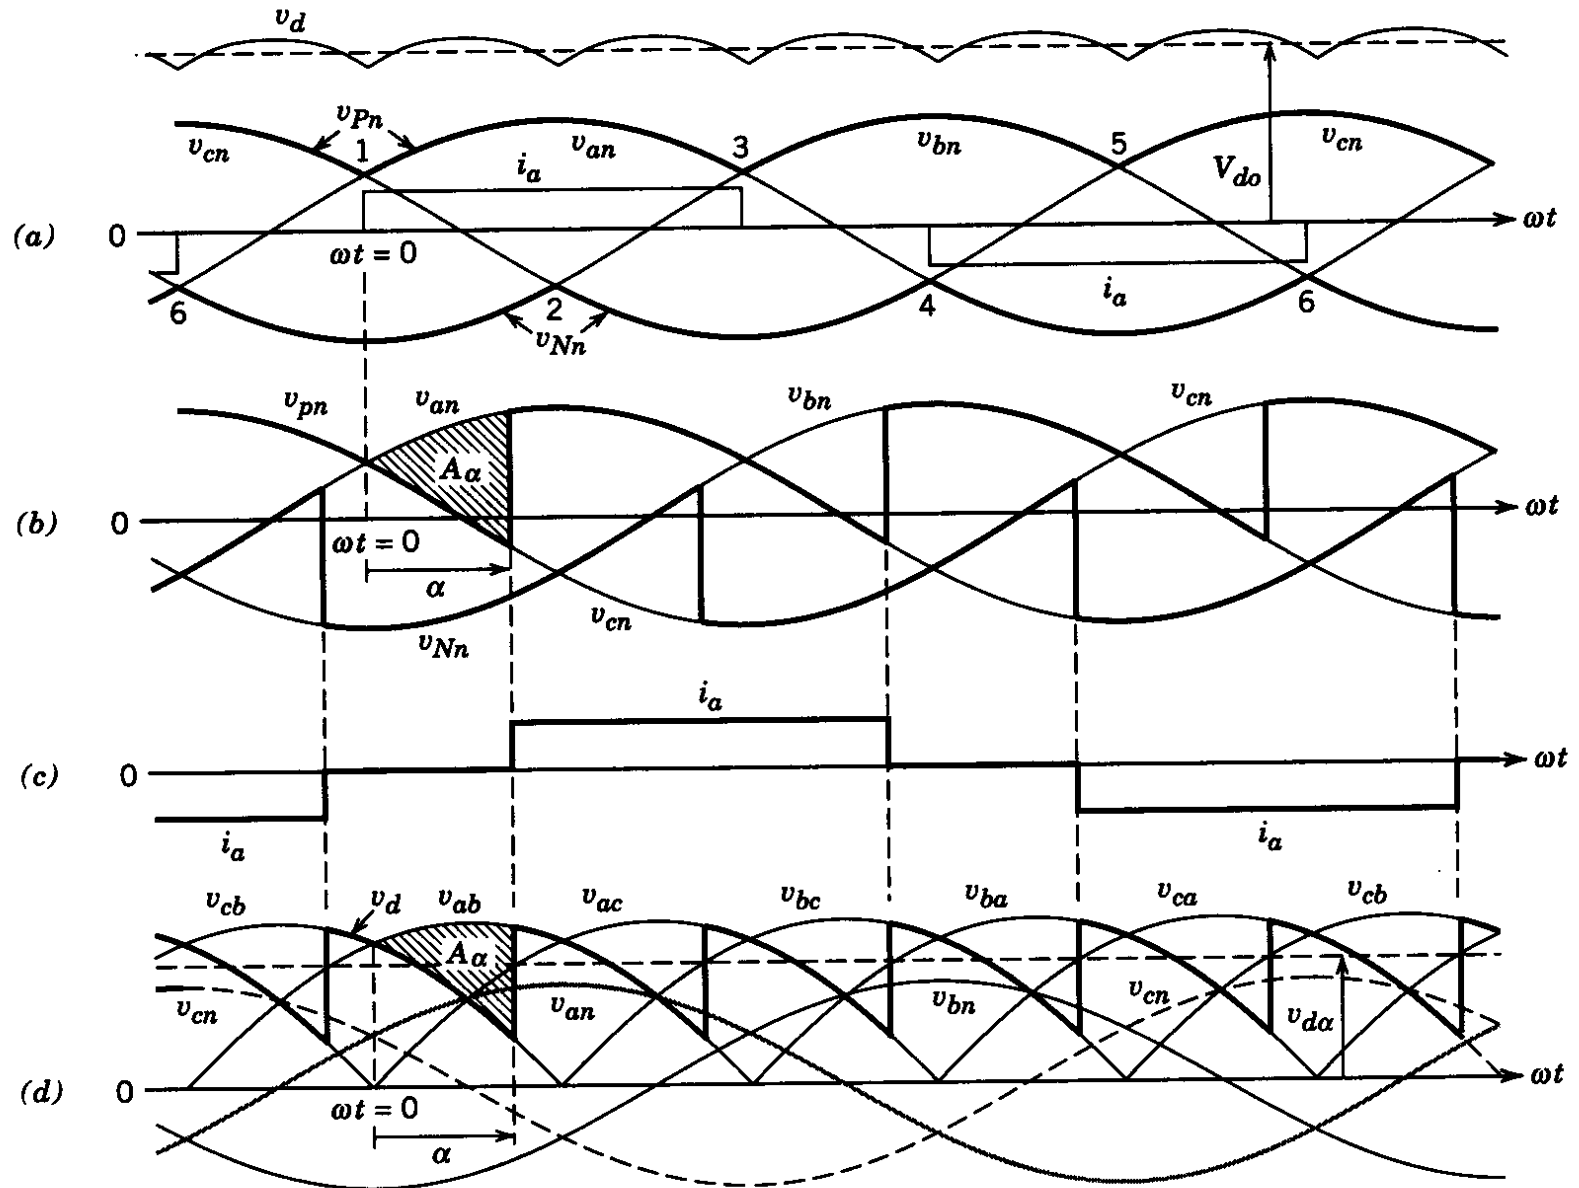 v_d
v_Pn
v_cn
1
v_an
3
v_bn
5
v_cn
i_a
V_do
(a)
0
ωt
ωt = 0
i_a
6
2
4
6
v_Nn
v_pn
v_an
v_bn
v_cn
A_α
(b)
0
ωt
ωt = 0
α
v_cn
v_Nn
i_a
(c)
0
ωt
i_a
i_a
v_cb
v_d
v_ab
v_ac
v_bc
v_ba
v_ca
v_cb
A_α
v_cn
v_an
v_bn
v_cn
v_dα
(d)
0
ωt
ωt = 0
α